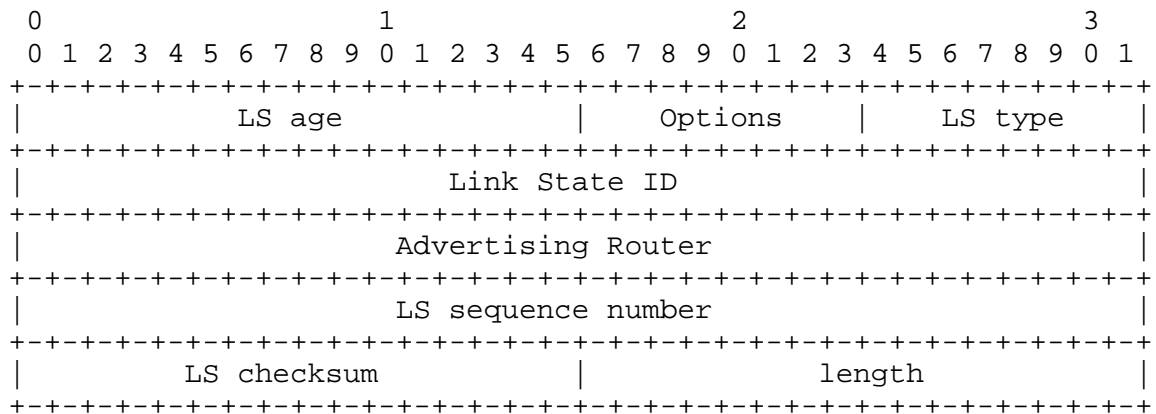 0                   1                   2                   3
 0 1 2 3 4 5 6 7 8 9 0 1 2 3 4 5 6 7 8 9 0 1 2 3 4 5 6 7 8 9 0 1
+-+-+-+-+-+-+-+-+-+-+-+-+-+-+-+-+-+-+-+-+-+-+-+-+-+-+-+-+-+-+-+-+
|            LS age             |    Options    |    LS type    |
+-+-+-+-+-+-+-+-+-+-+-+-+-+-+-+-+-+-+-+-+-+-+-+-+-+-+-+-+-+-+-+-+
|                        Link State ID                          |
+-+-+-+-+-+-+-+-+-+-+-+-+-+-+-+-+-+-+-+-+-+-+-+-+-+-+-+-+-+-+-+-+
|                     Advertising Router                        |
+-+-+-+-+-+-+-+-+-+-+-+-+-+-+-+-+-+-+-+-+-+-+-+-+-+-+-+-+-+-+-+-+
|                     LS sequence number                        |
+-+-+-+-+-+-+-+-+-+-+-+-+-+-+-+-+-+-+-+-+-+-+-+-+-+-+-+-+-+-+-+-+
|         LS checksum           |             length            |
+-+-+-+-+-+-+-+-+-+-+-+-+-+-+-+-+-+-+-+-+-+-+-+-+-+-+-+-+-+-+-+-+